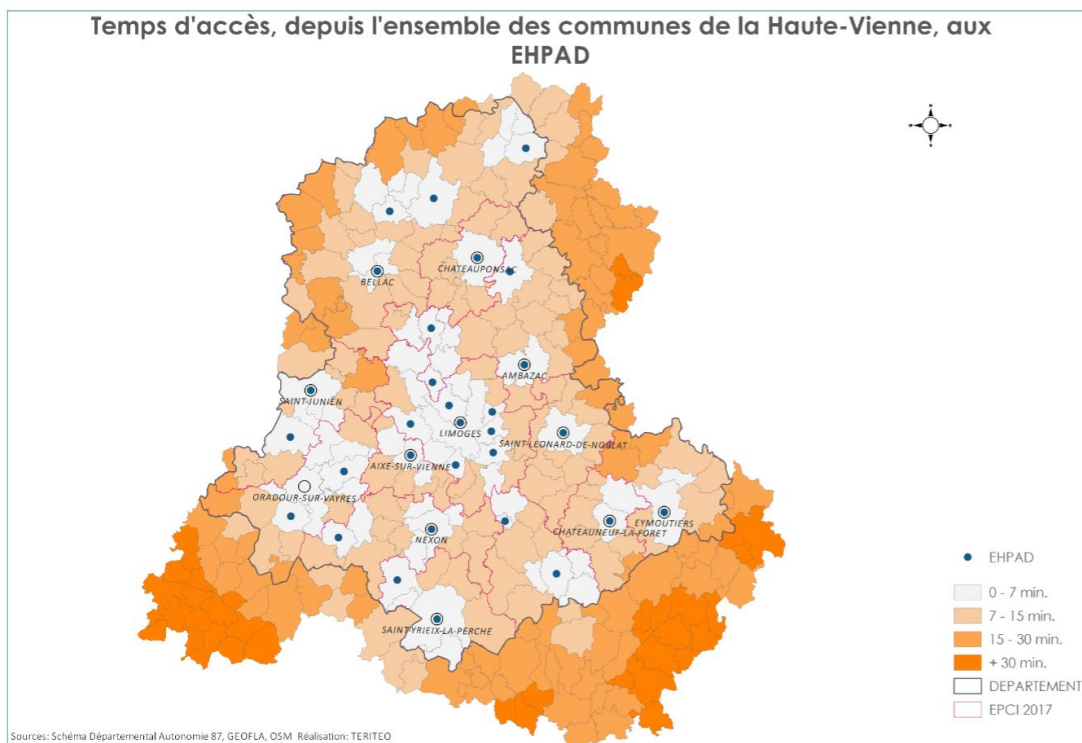 Temps d'accès, depuis l'ensemble des communes de la Haute-Vienne, aux
EHPAD
CHATEAUPONSAC
BELLAC
AMBAZAC
SAINT-JUNIEN
LIMOGES
SAINT-LEONARD-DE-NOBLAT
AIXE-SUR-VIENNE
ORADOUR-SUR-VAYRES
EYMOUTIERS
NEXON
CHATEAUNEUF-LA-FORET
SAINT-YRIEIX-LA-PERCHE
EHPAD
0 - 7 min.
7 - 15 min.
15 - 30 min.
+ 30 min.
DEPARTEMENT
EPCI 2017
Sources: Schéma Départemental Autonomie 87, GEOFLA, OSM Réalisation: TERITEO